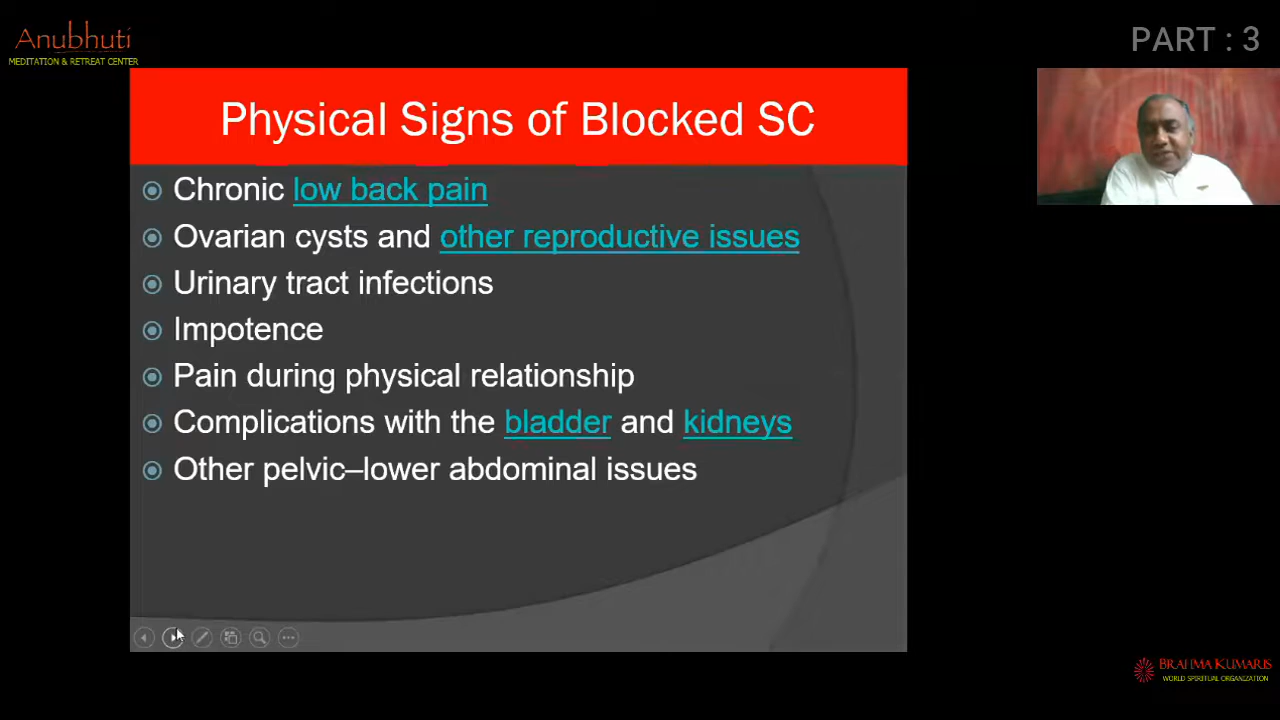 Anubhuti
MEDITATION & RETREAT CENTER
PART : 3
Physical Signs of Blocked SC
Chronic low back pain
Ovarian cysts and other reproductive issues
Urinary tract infections
Impotence
Pain during physical relationship
Complications with the bladder and kidneys
Other pelvic–lower abdominal issues
BRAHMA KUMARIS
WORLD SPIRITUAL ORGANIZATION